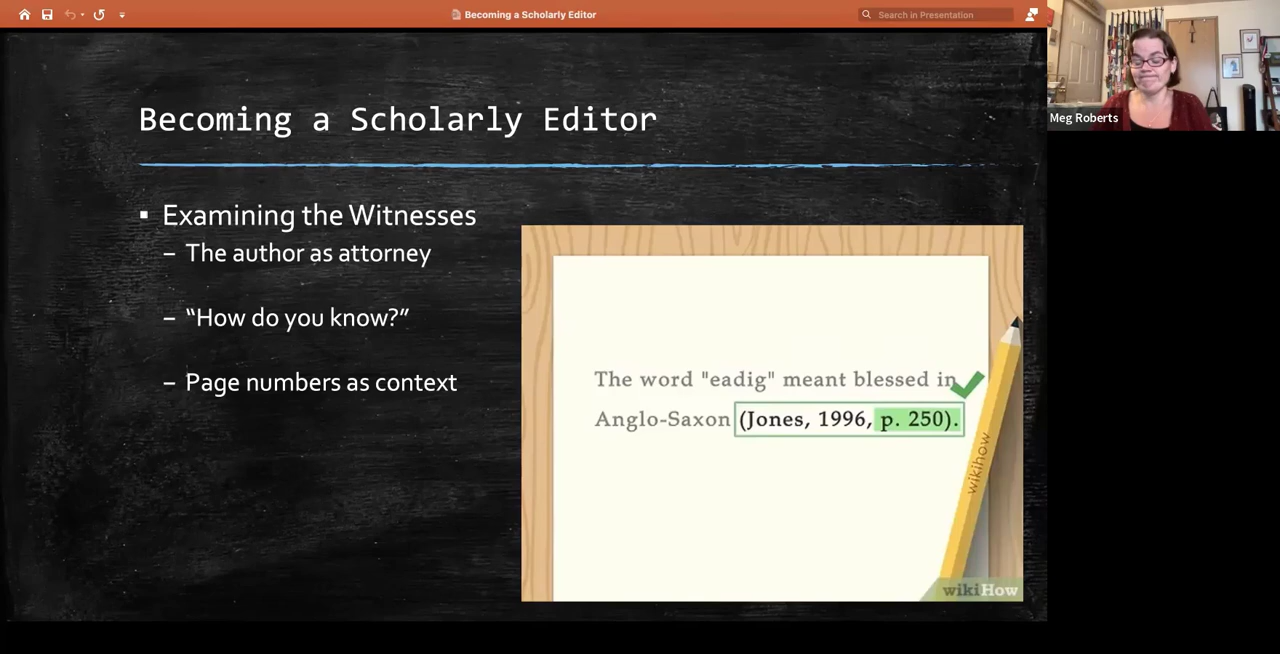 Becoming a Scholarly Editor
Search in Presentation
Meg Roberts
Becoming a Scholarly Editor
▪ Examining the Witnesses
– The author as attorney
– “How do you know?”
– Page numbers as context
The word "eadig" meant blessed in
Anglo-Saxon (Jones, 1996, p. 250).
wikihow
wikiHow